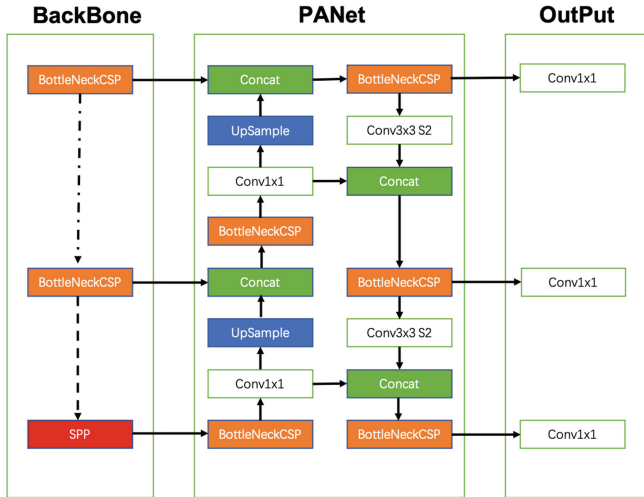 BackBone
PANet
OutPut
BottleNeckCSP
Concat
BottleNeckCSP
Conv1x1
UpSample
Conv3x3 S2
Conv1x1
Concat
BottleNeckCSP
BottleNeckCSP
Concat
BottleNeckCSP
Conv1x1
UpSample
Conv3x3 S2
Conv1x1
Concat
SPP
BottleNeckCSP
BottleNeckCSP
Conv1x1